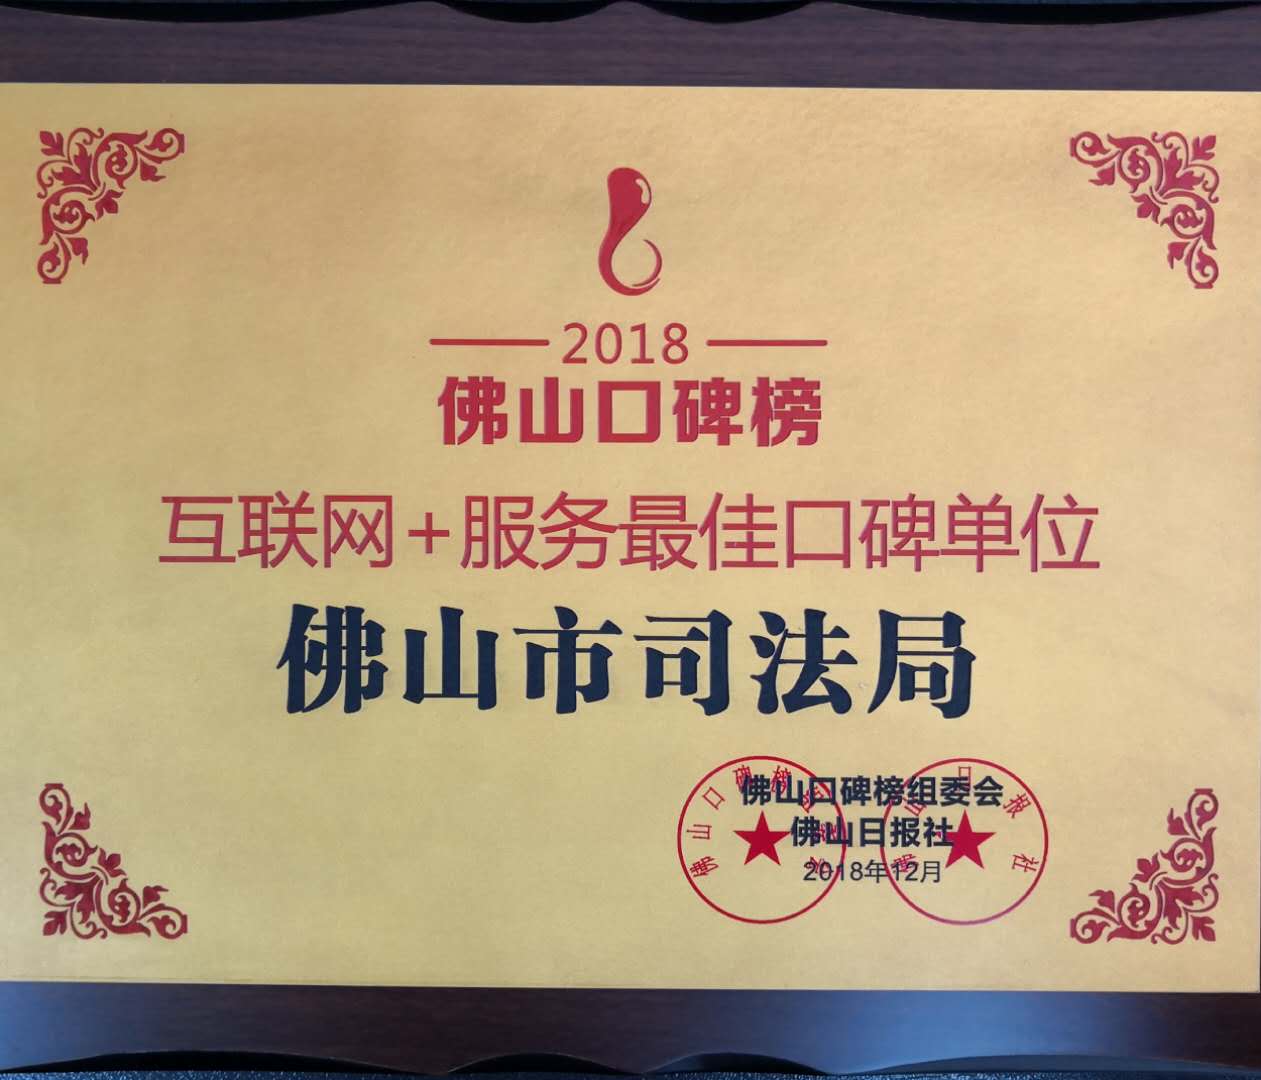 2018
佛山口碑榜
互联网+服务最佳口碑单位
佛山市司法局
佛山口碑榜组委会
佛山日报社
2018年12月